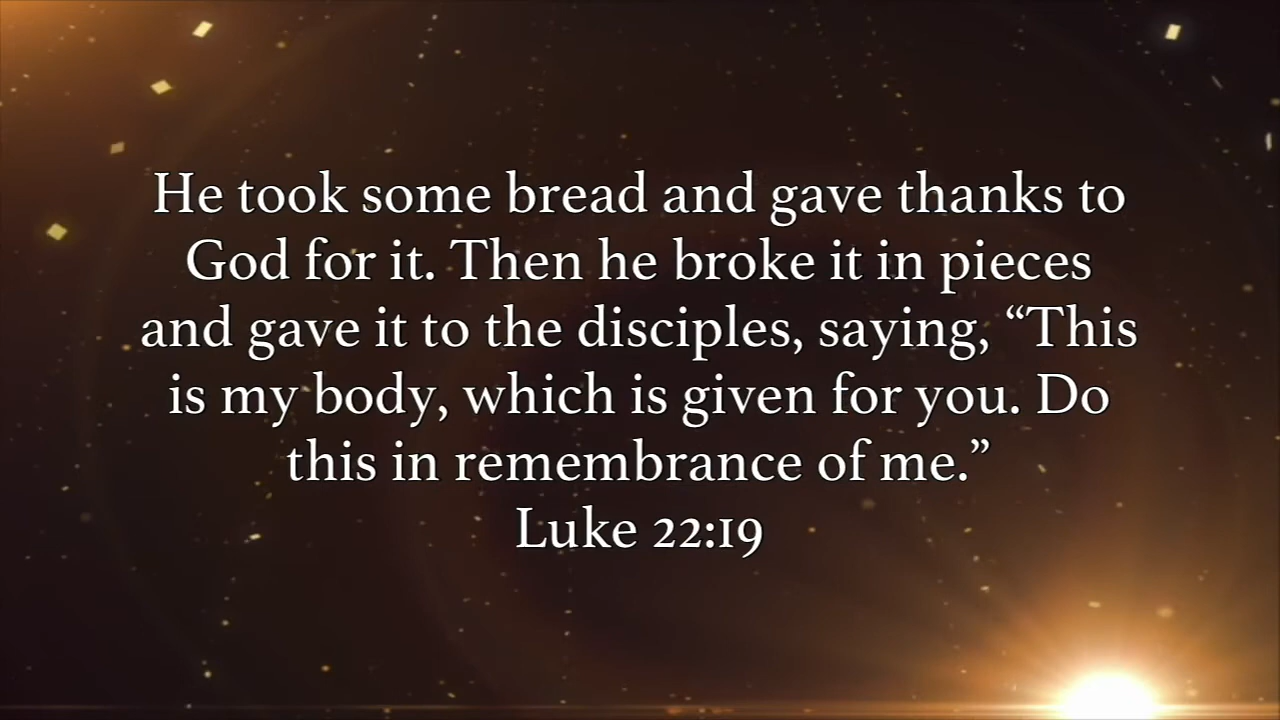 He took some bread and gave thanks to
God for it. Then he broke it in pieces
and gave it to the disciples, saying, “This
is my body, which is given for you. Do
this in remembrance of me.”
Luke 22:19